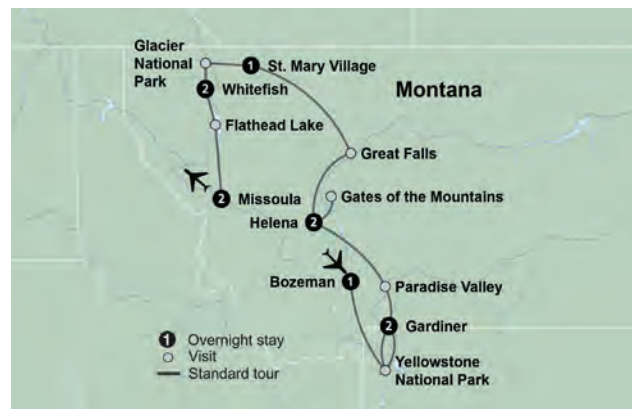 Glacier
National
Park
1 St. Mary Village
2 Whitefish
Montana
Flathead Lake
Great Falls
2 Missoula
Gates of the Mountains
Helena 2
Bozeman 1
Paradise Valley
2 Gardiner
Yellowstone
National Park
1 Overnight stay
Visit
Standard tour